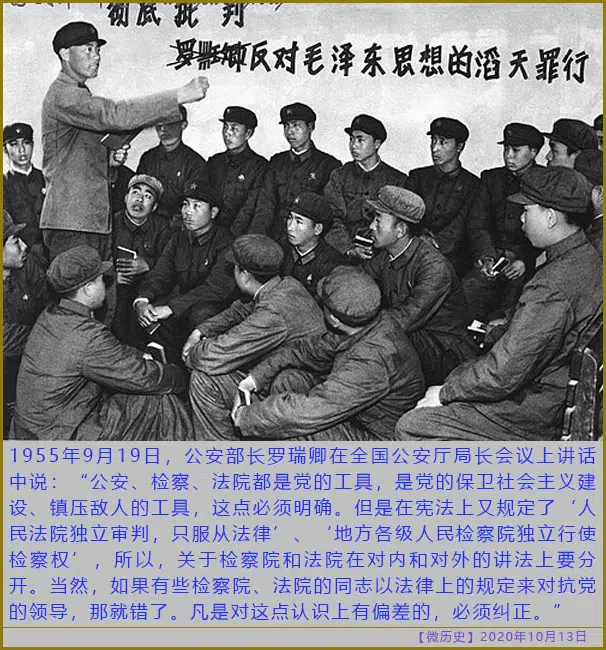 彻底批判
罗瑞卿反对毛泽东思想的滔天罪行
1955年9月19日，公安部长罗瑞卿在全国公安厅局长会议上讲话
中说：“公安、检察、法院都是党的工具，是党的保卫社会主义建
设、镇压敌人的工具，这点必须明确。但是在宪法上又规定了‘人
民法院独立审判，只服从法律’、‘地方各级人民检察院独立行使
检察权’，所以，关于检察院和法院在对内和对外的讲法上要分
开。当然，如果有些检察院、法院的同志以法律上的规定来对抗党
的领导，那就错了。凡是对这点认识上有偏差的，必须纠正。”
【微历史】2020年10月13日